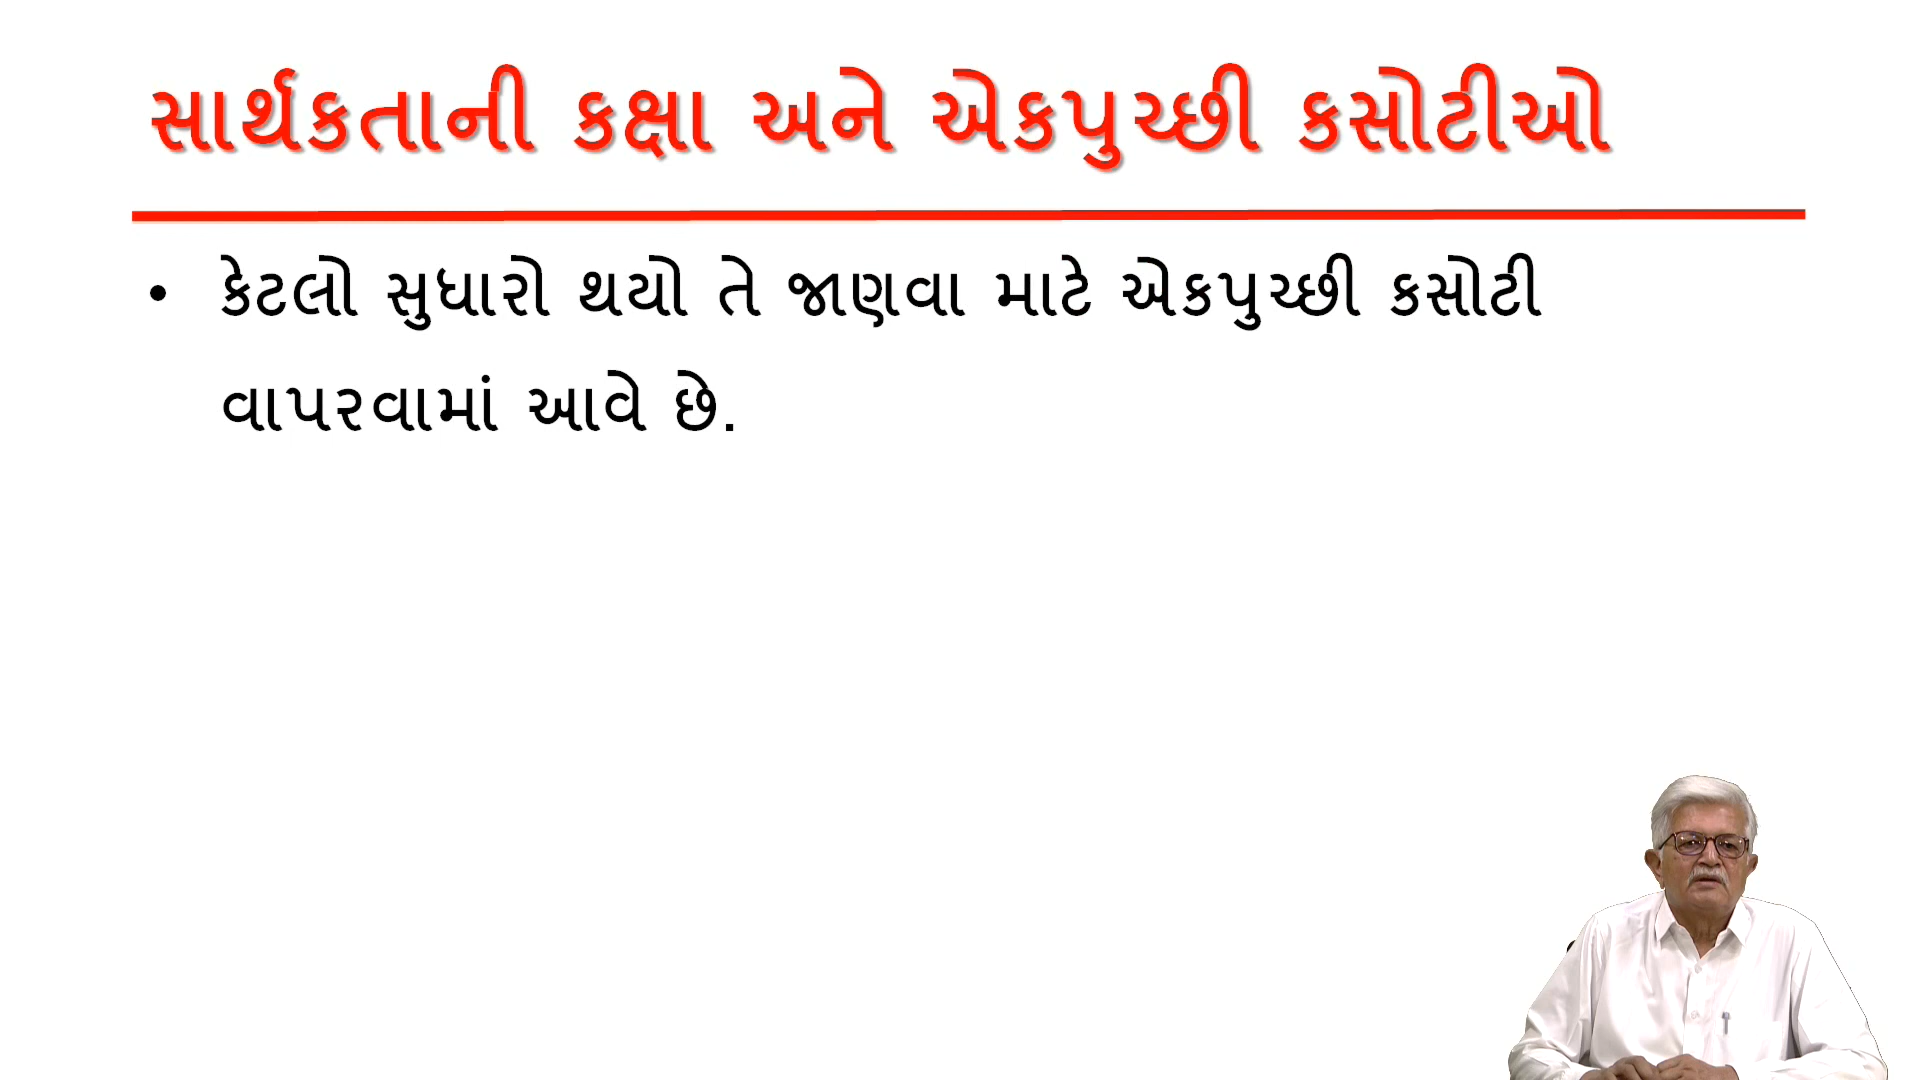 સાર્થકતાની કક્ષા અને એકપુચ્છી કસોટીઓ
• કેટલો સુધારો થયો તે જાણવા માટે એકપુચ્છી કસોટી
વાપરવામાં આવે છે.